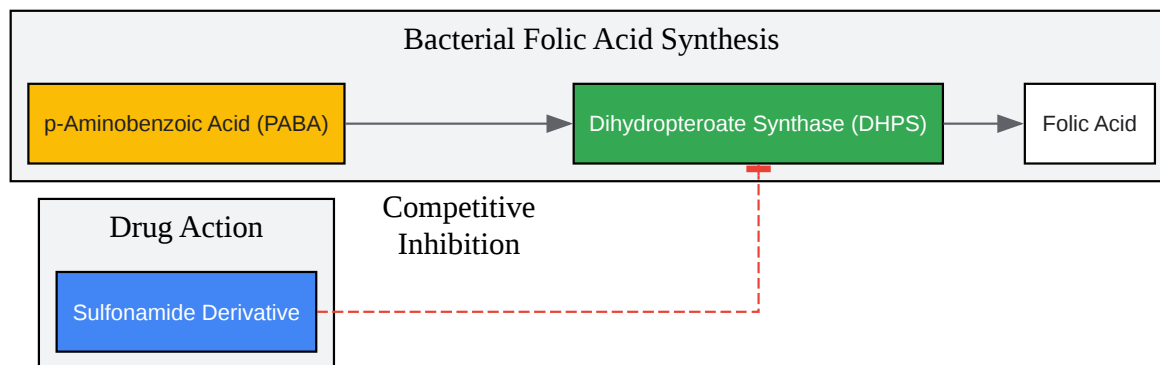 Bacterial Folic Acid Synthesis
p-Aminobenzoic Acid (PABA)
Dihydropteroate Synthase (DHPS)
Folic Acid
Competitive
Inhibition
Drug Action
Sulfonamide Derivative